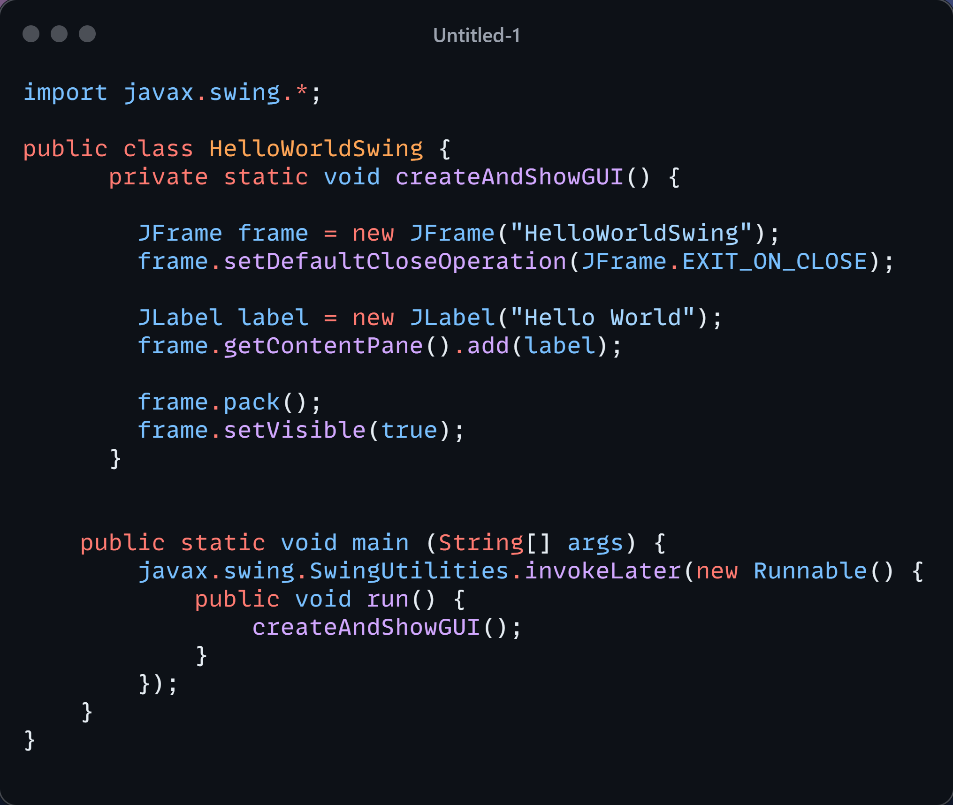 Untitled-1
import javax.swing.*;
public class HelloWorldSwing {
private static void createAndShowGUI() {
JFrame frame = new JFrame("HelloWorldSwing");
frame.setDefaultCloseOperation(JFrame.EXIT_ON_CLOSE);
JLabel label = new JLabel("Hello World");
frame.getContentPane().add(label);
frame.pack();
frame.setVisible(true);
}
public static void main (String[] args) {
javax.swing.SwingUtilities.invokeLater(new Runnable() {
public void run() {
createAndShowGUI();
}
});
}
}